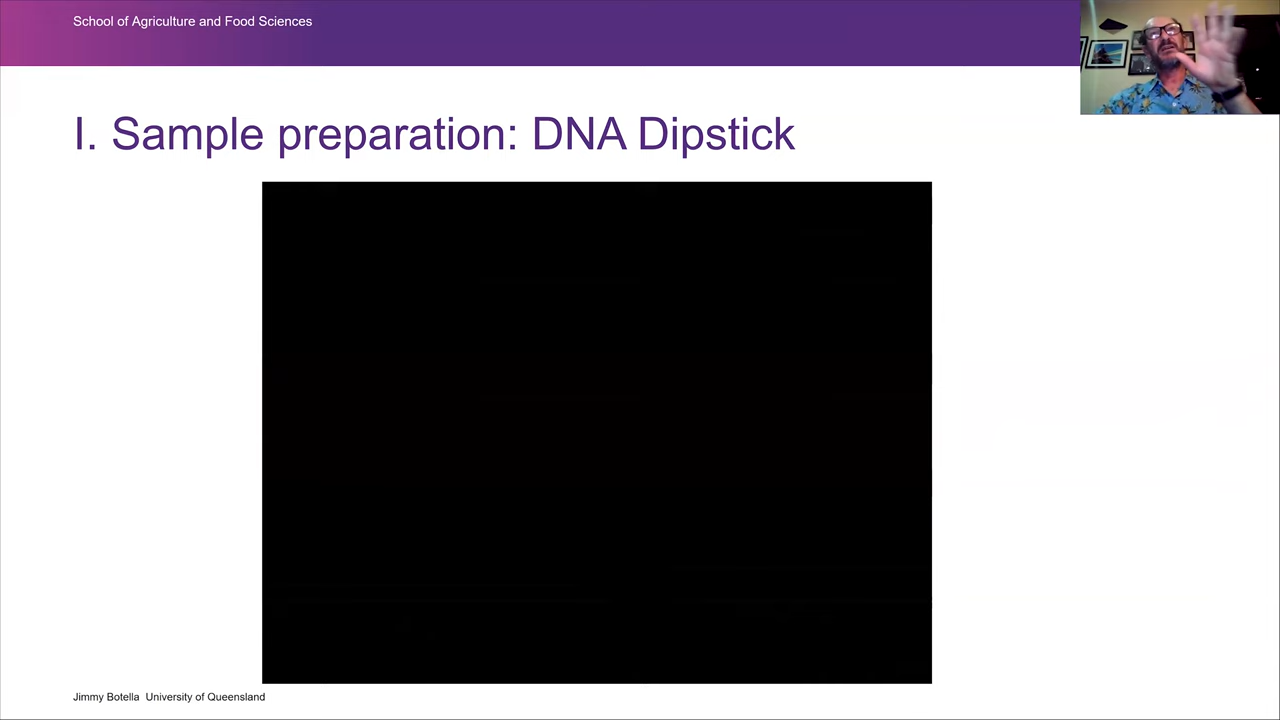 School of Agriculture and Food Sciences
I. Sample preparation: DNA Dipstick
Jimmy Botella University of Queensland